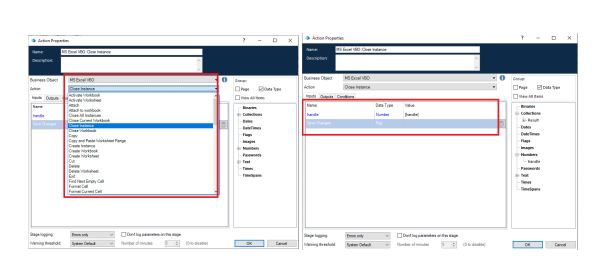 Action Properties
Name: MS Excel VBO::Close Instance
Description:
Business Object MS Excel VBO
Action Close Instance
Inputs Outputs
Name
handle
Save Changes
Activate Workbook
Activate Worksheet
Attach
Attach to workbook
Close All Instances
Close Current Workbook
Close Instance
Close Workbook
Copy
Copy and Paste Worksheet Range
Create Instance
Create Workbook
Create Worksheet
Cut
Delete
Delete Worksheet
Exit
Find Next Empty Cell
Format Cell
Format Current Cell
Group:
Page Data Type
View All Items
Binaries
Collections
Dates
DateTimes
Flags
Images
Numbers
Passwords
Text
Times
TimeSpans
Stage logging: Errors only Don't log parameters on this stage
Warning threshold: System Default Number of minutes 5 (0 to disable)
OK Cancel
Action Properties
Name: MS Excel VBO::Close Instance
Description:
Business Object MS Excel VBO
Action Close Instance
Inputs Outputs Conditions
Name Data Type Value
handle Number [handle]
Save Changes Flag
Group:
Page Data Type
View All Items
Binaries
Collections
Result
Dates
DateTimes
Flags
Images
Numbers
handle
Passwords
Text
Times
TimeSpans
Stage logging: Errors only Don't log parameters on this stage
Warning threshold: System Default Number of minutes 5 (0 to disable)
OK Cancel